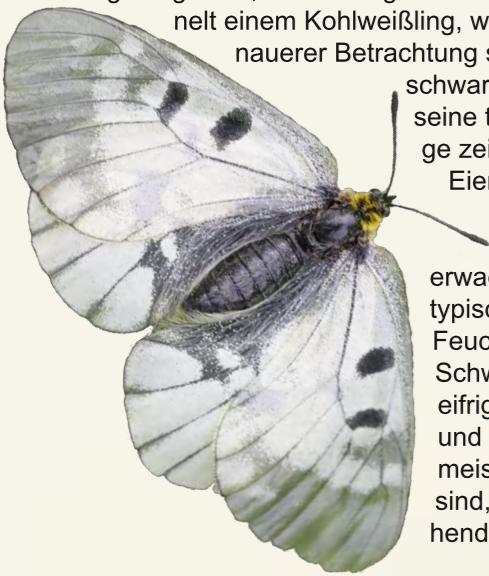 nelt einem Kohlweißling, w
nauerer Betrachtung s
schwar
seine t
ge zei
Eier
erwac
typisc
Feuc
Schw
eifrig
und
meis
sind,
hend